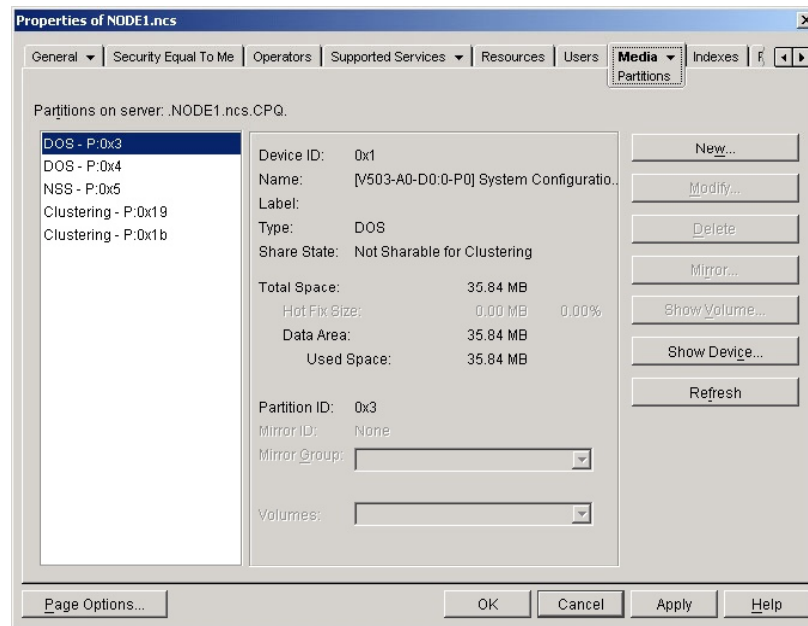 Properties of NODE1.ncs
General Security Equal To Me Operators Supported Services Resources Users Media Indexes
Partitions
Partitions on server: .NODE1.ncs.CPQ.
DOS - P:0x3
DOS - P:0x4
NSS - P:0x5
Clustering - P:0x19
Clustering - P:0x1b
Device ID: 0x1
Name: [V503-A0-D0:0-P0] System Configuratio..
Label:
Type: DOS
Share State: Not Sharable for Clustering
Total Space: 35.84 MB
Hot Fix Size: 0.00 MB 0.00%
Data Area: 35.84 MB
Used Space: 35.84 MB
Partition ID: 0x3
Mirror ID: None
Mirror Group:
Volumes:
New...
Modify...
Delete
Mirror...
Show Volume...
Show Device...
Refresh
Page Options...
OK Cancel Apply Help